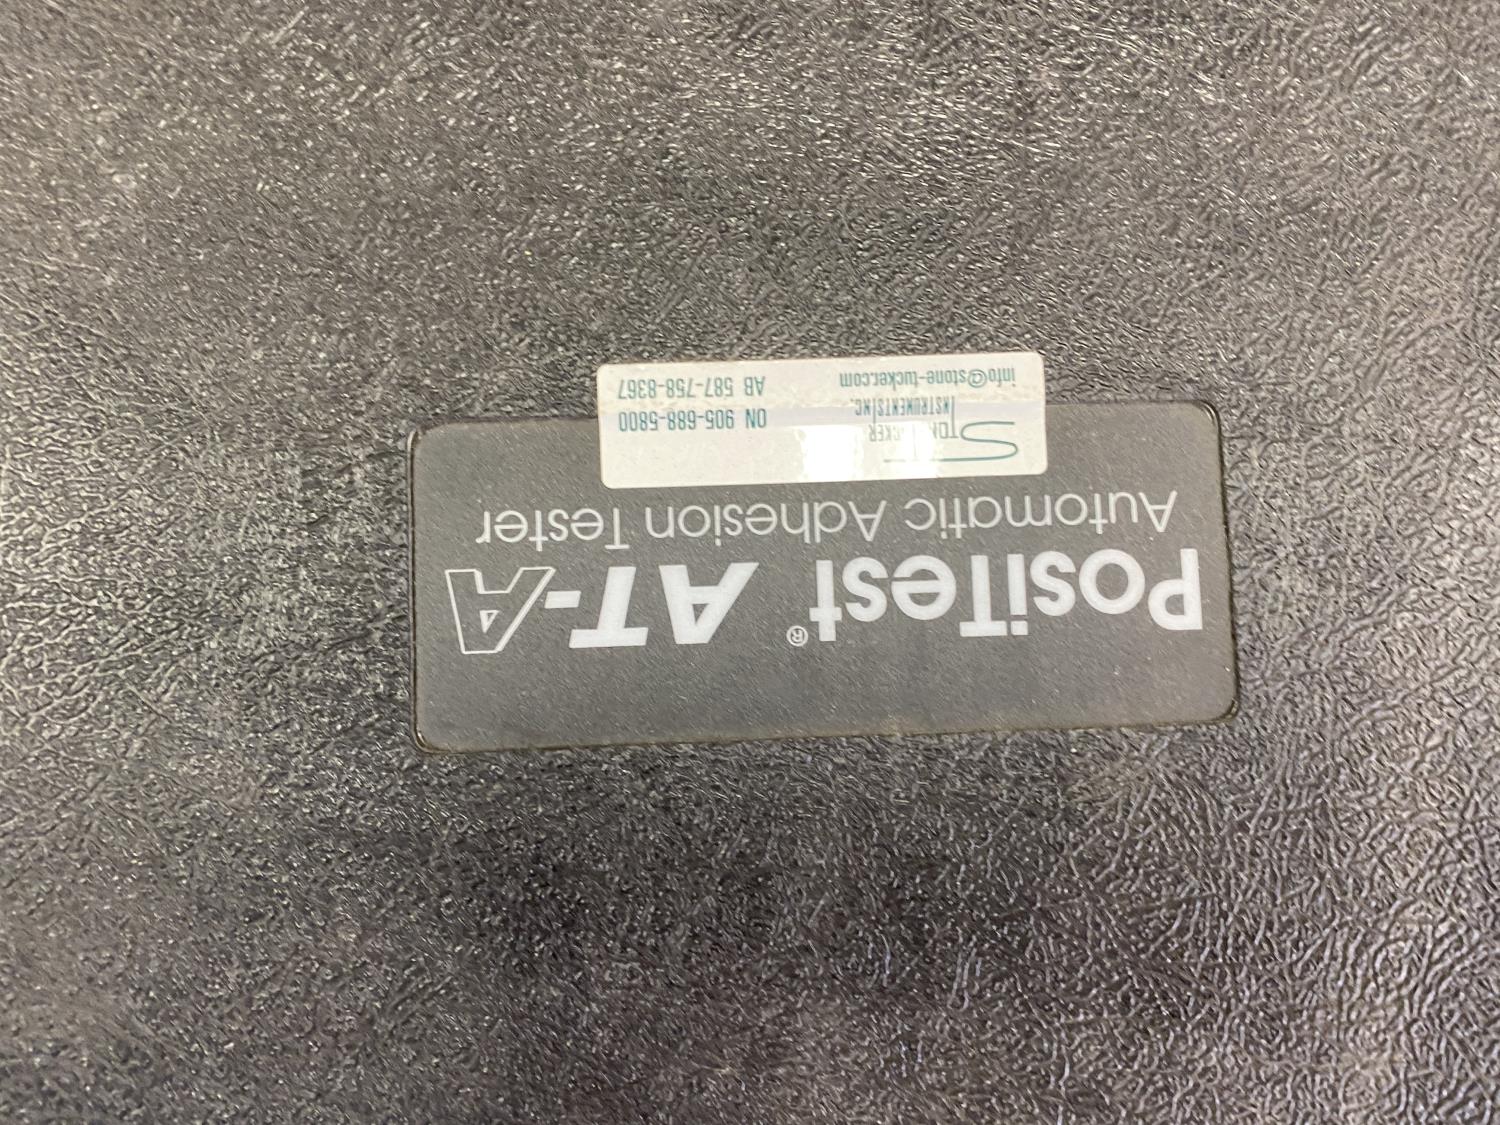 PosiTest® AT-A
Automatic Adhesion Tester
INSTRUMENTS INC.
info@stone-tucker.com
ON 905-688-5800
AB 587-758-8367